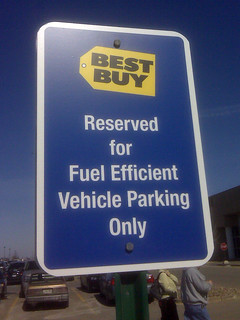 BEST
BUY
Reserved
for
Fuel Efficient
Vehicle Parking
Only